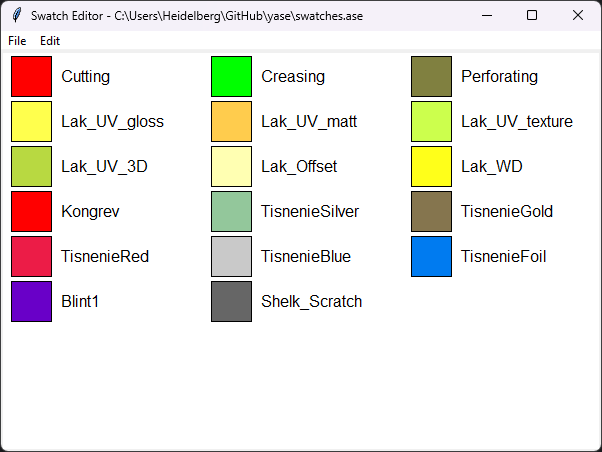 Swatch Editor - C:\Users\Heidelberg\GitHub\yase\swatches.ase
File Edit
Cutting Creasing Perforating
Lak_UV_gloss Lak_UV_matt Lak_UV_texture
Lak_UV_3D Lak_Offset Lak_WD
Kongrev TisnenieSilver TisnenieGold
TisnenieRed TisnenieBlue TisnenieFoil
Blint1 Shelk_Scratch